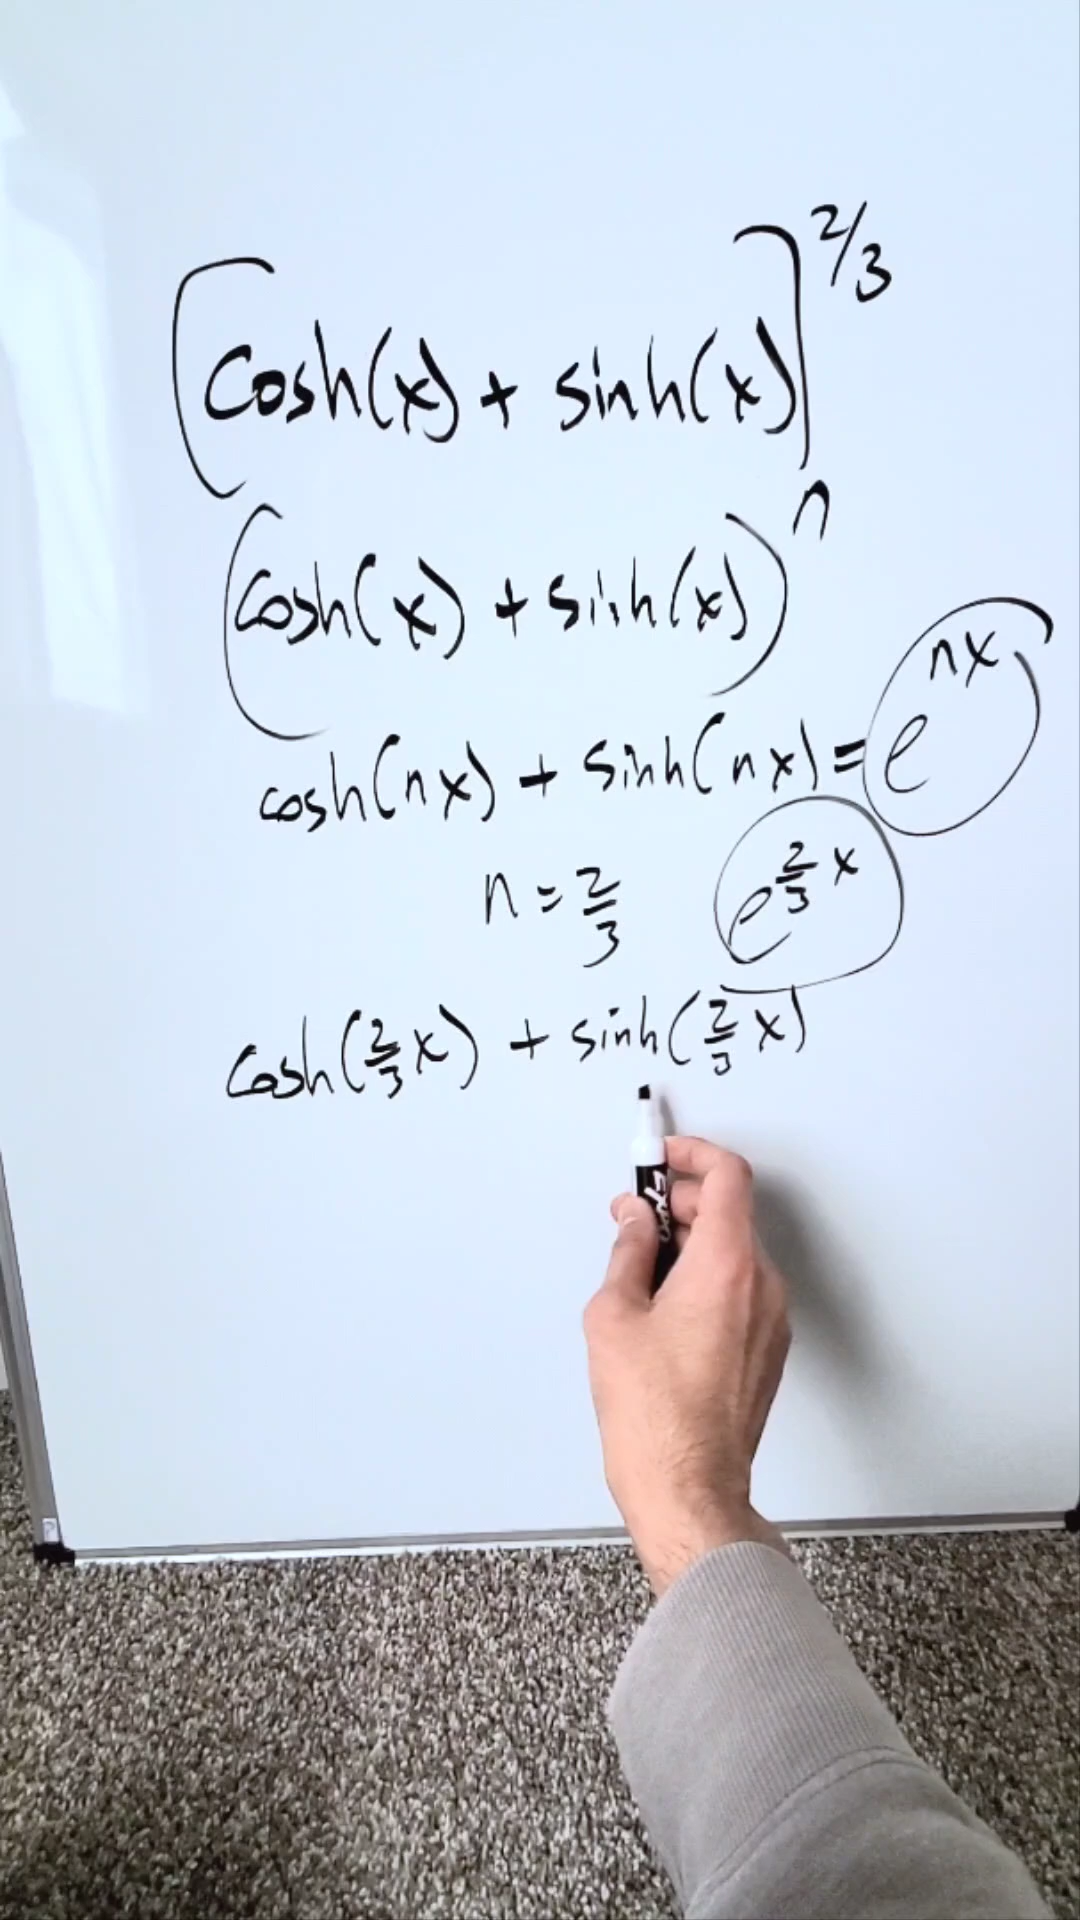 [cosh(x) + sinh(x)]^2/3
(cosh(x) + sinh(x))^n
cosh(nx) + sinh(nx) = e^nx
n = 2/3 e^2/3 x
cosh(2/3 x) + sinh(2/3 x)
EXPO